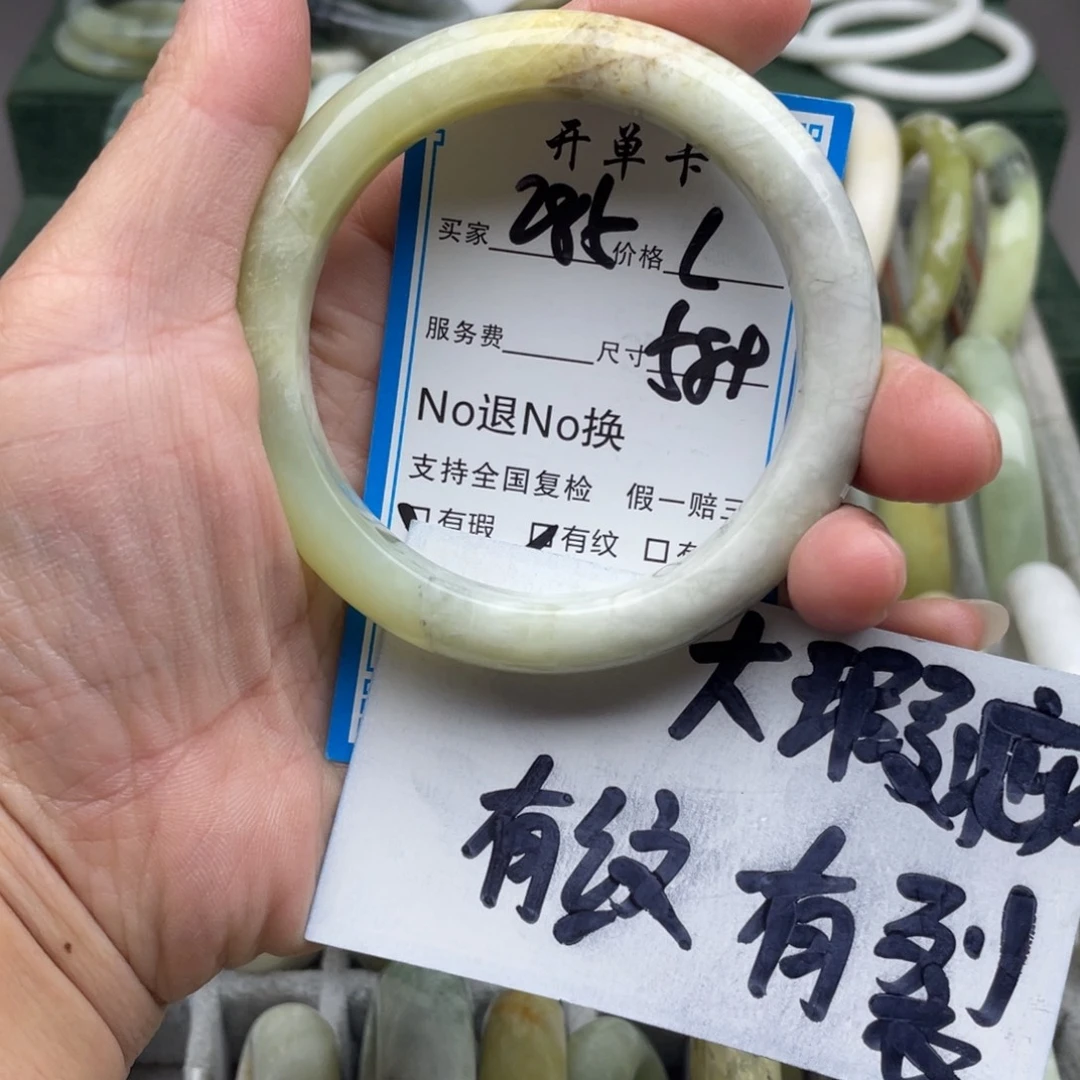 开单卡
买家 285 价格 L
服务费 尺寸 584
No退No换
支持全国复检 假一赔三
有瑕 有纹 有
大瑕疵
有纹 有裂